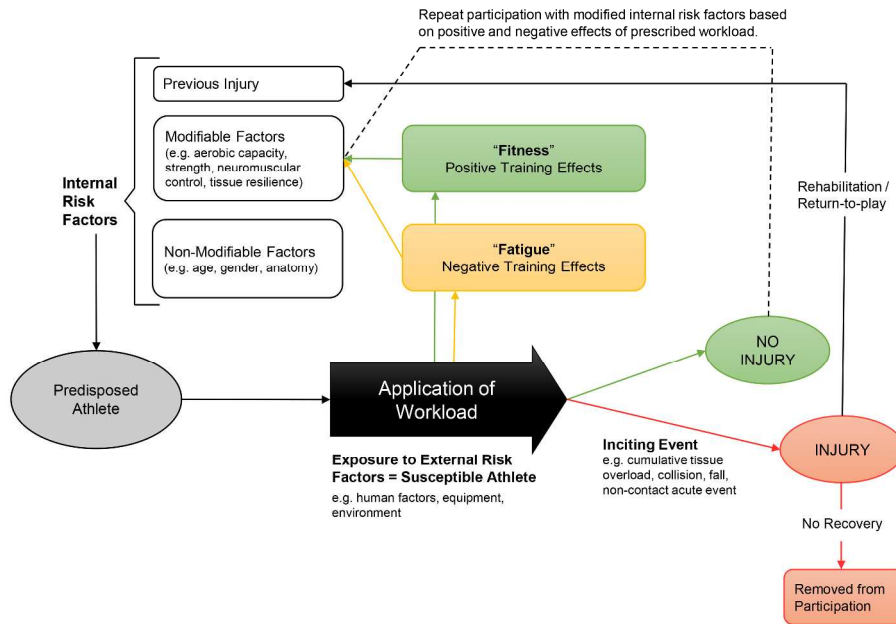 Repeat participation with modified internal risk factors based
on positive and negative effects of prescribed workload.
Previous Injury
Modifiable Factors
(e.g. aerobic capacity,
strength, neuromuscular
control, tissue resilience)
Internal
Risk
Factors
Non-Modifiable Factors
(e.g. age, gender, anatomy)
“Fitness”
Positive Training Effects
“Fatigue”
Negative Training Effects
Rehabilitation /
Return-to-play
Predisposed
Athlete
Application of
Workload
Exposure to External Risk
Factors = Susceptible Athlete
e.g. human factors, equipment,
environment
NO
INJURY
Inciting Event
e.g. cumulative tissue
overload, collision, fall,
non-contact acute event
INJURY
No Recovery
Removed from
Participation